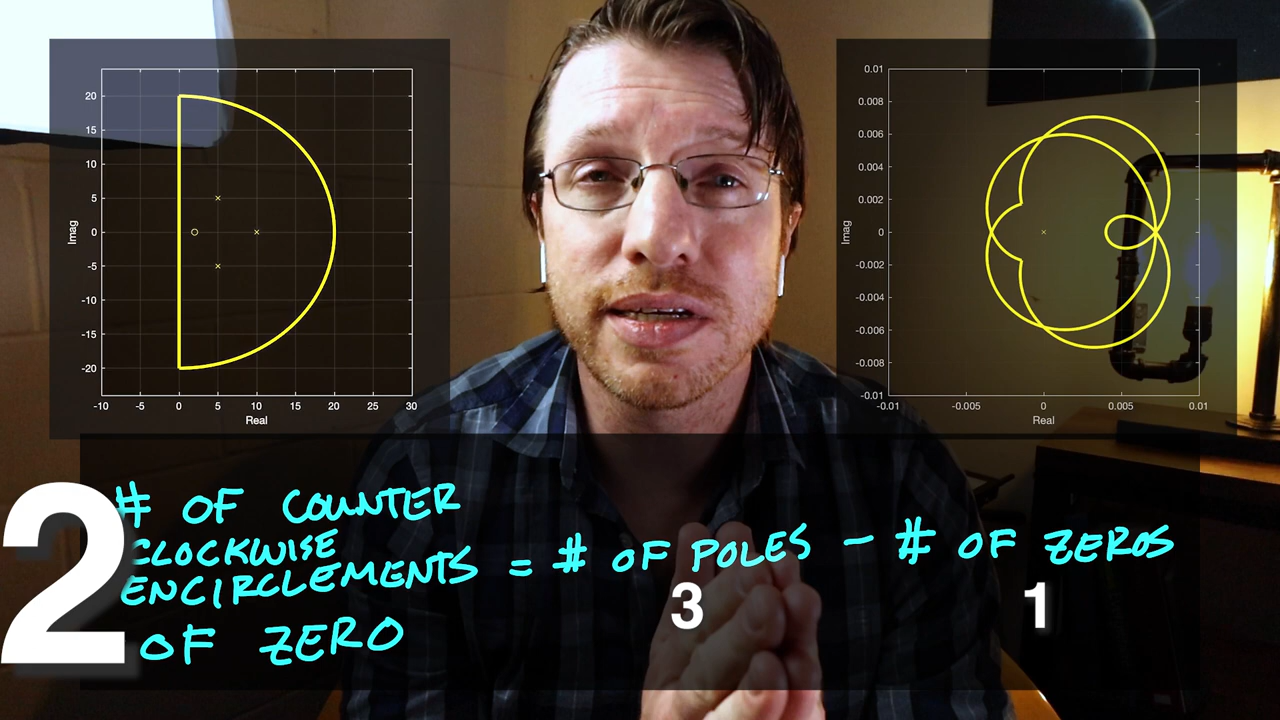 20
15
10
5
0
-5
-10
-15
-20
Imag
-10 -5 0 5 10 15 20 25 30
Real
0.01
0.008
0.006
0.004
0.002
0
-0.002
-0.004
-0.006
-0.008
-0.01
Imag
-0.01 -0.005 0 0.005 0.01
Real
2
# OF COUNTER
CLOCKWISE
ENCIRCLEMENTS = # OF POLES - # OF ZEROS
OF ZERO
3 1